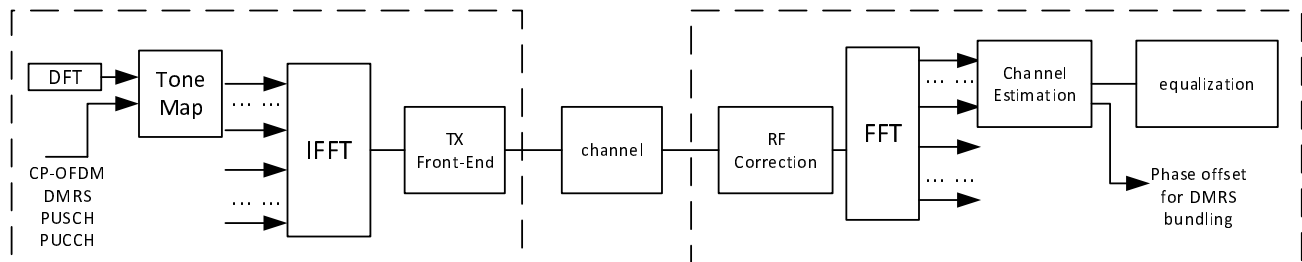 DFT
Tone
Map
CP-OFDM
DMRS
PUSCH
PUCCH
... ...
... ...
IFFT
TX
Front-End
channel
RF
Correction
FFT
... ...
... ...
Channel
Estimation
equalization
Phase offset
for DMRS
bundling